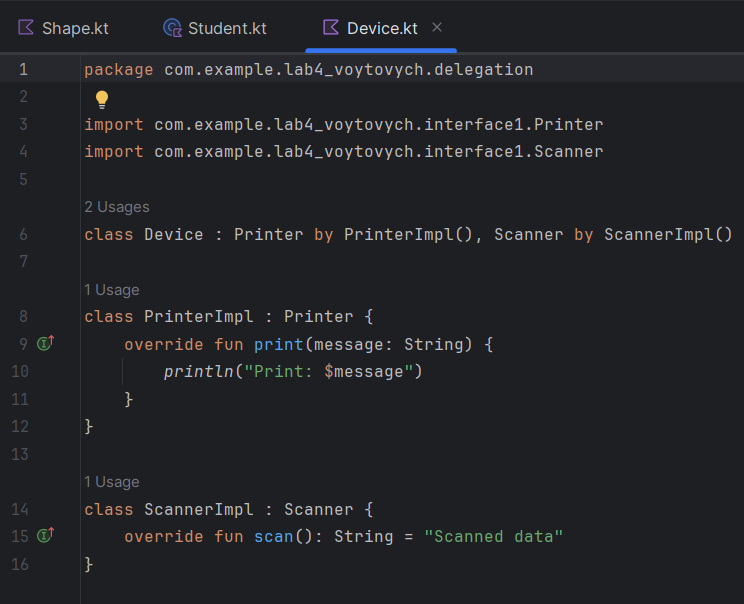 Shape.kt Student.kt Device.kt
1 package com.example.lab4_voytovych.delegation
2
3 import com.example.lab4_voytovych.interface1.Printer
4 import com.example.lab4_voytovych.interface1.Scanner
5
2 Usages
6 class Device : Printer by PrinterImpl(), Scanner by ScannerImpl()
7
1 Usage
8 class PrinterImpl : Printer {
9     override fun print(message: String) {
10         println("Print: $message")
11     }
12 }
13
1 Usage
14 class ScannerImpl : Scanner {
15     override fun scan(): String = "Scanned data"
16 }